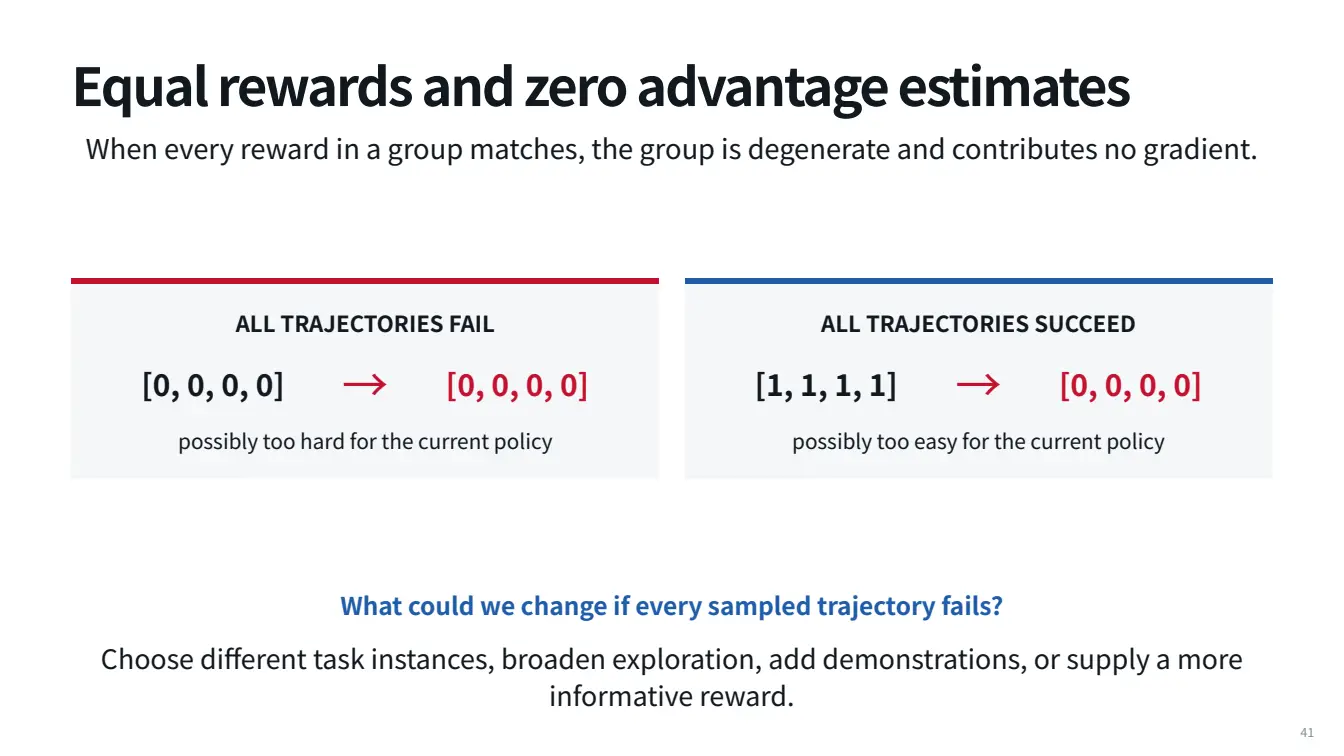 Equal rewards and zero advantage estimates
When every reward in a group matches, the group is degenerate and contributes no gradient.
ALL TRAJECTORIES FAIL
[0, 0, 0, 0] → [0, 0, 0, 0]
possibly too hard for the current policy
ALL TRAJECTORIES SUCCEED
[1, 1, 1, 1] → [0, 0, 0, 0]
possibly too easy for the current policy
What could we change if every sampled trajectory fails?
Choose different task instances, broaden exploration, add demonstrations, or supply a more
informative reward.
41